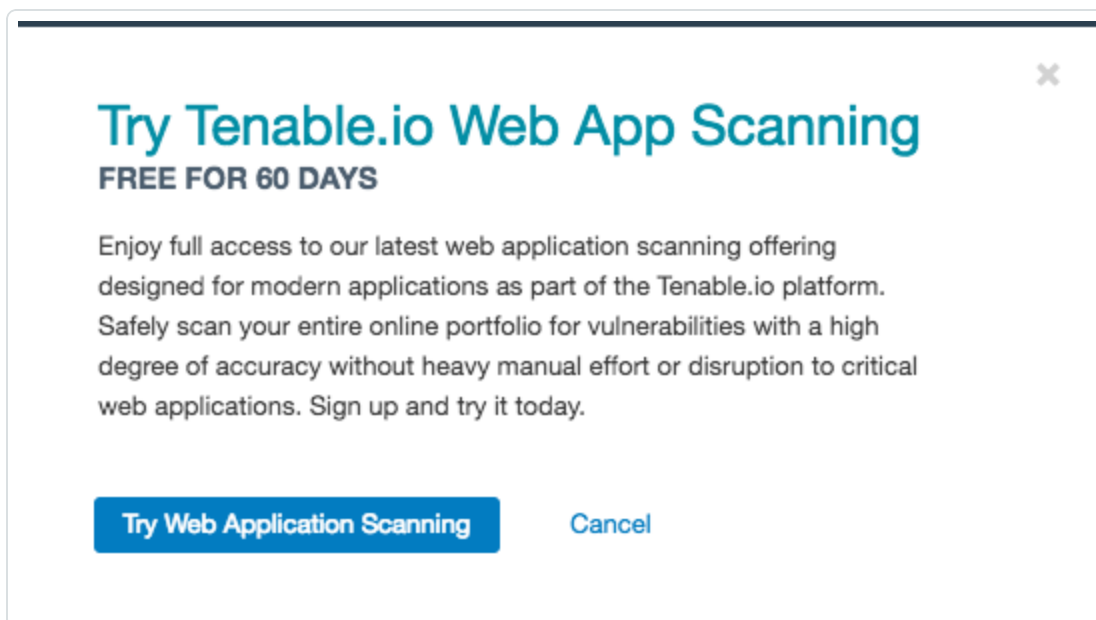 Try Tenable.io Web App Scanning
FREE FOR 60 DAYS
Enjoy full access to our latest web application scanning offering
designed for modern applications as part of the Tenable.io platform.
Safely scan your entire online portfolio for vulnerabilities with a high
degree of accuracy without heavy manual effort or disruption to critical
web applications. Sign up and try it today.
Try Web Application Scanning
Cancel